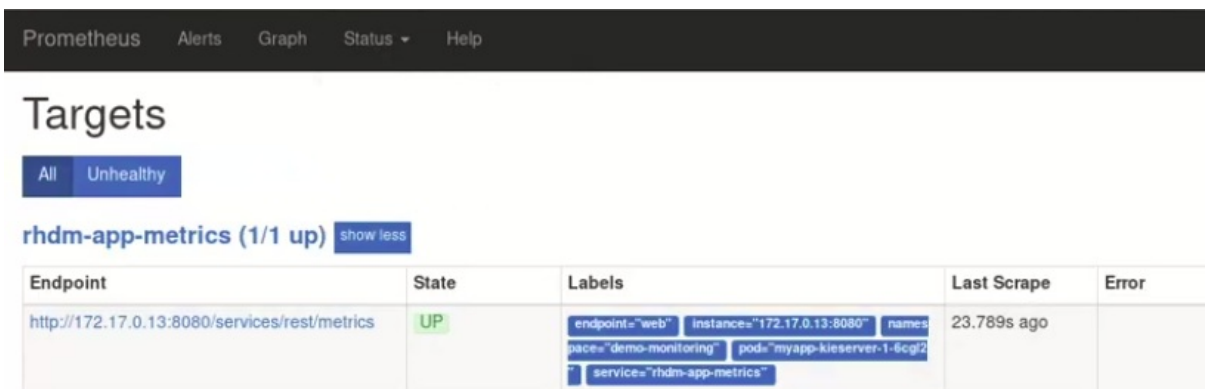 Prometheus Alerts Graph Status Help
Targets
All Unhealthy
rhdm-app-metrics (1/1 up) show less
Endpoint State Labels Last Scrape Error
http://172.17.0.13:8080/services/rest/metrics UP endpoint="web" instance="172.17.0.13:8080" names 23.789s ago
pace="demo-monitoring" pod="myapp-kieserver-1-6cgl2
" service="rhdm-app-metrics"